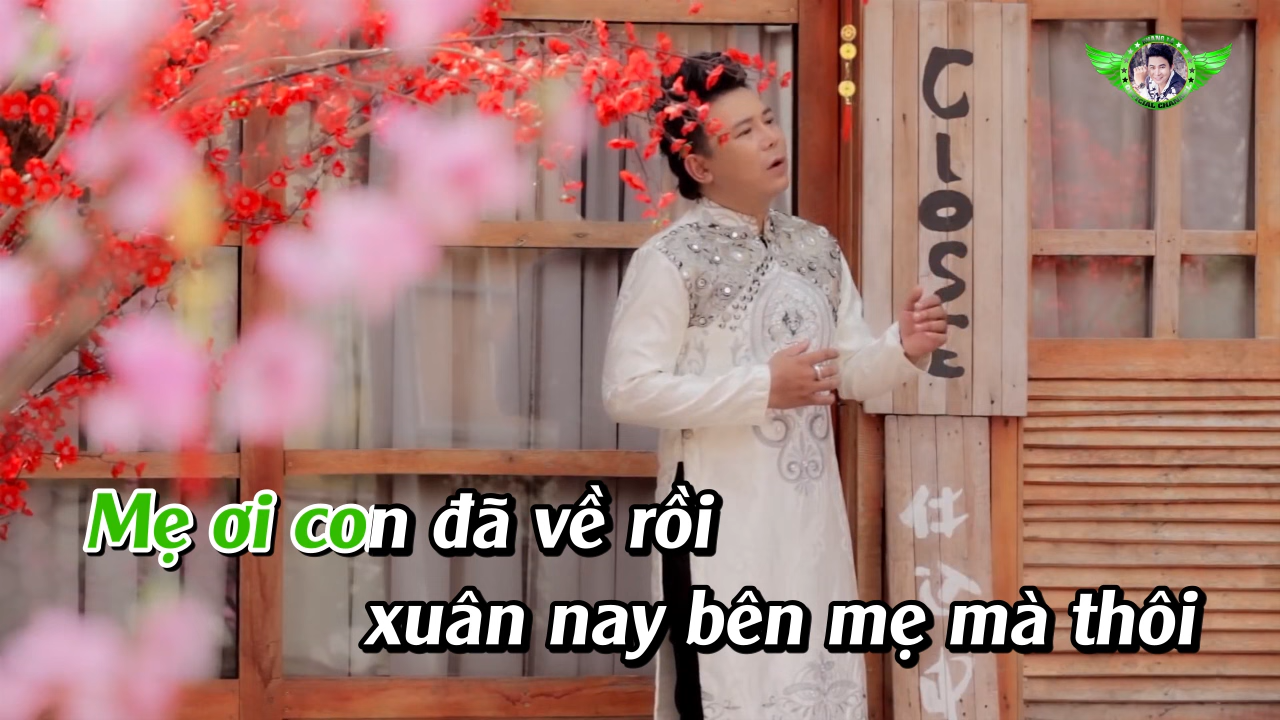 CLOSE
Mẹ ơi con đã về rồi
xuân nay bên mẹ mà thôi